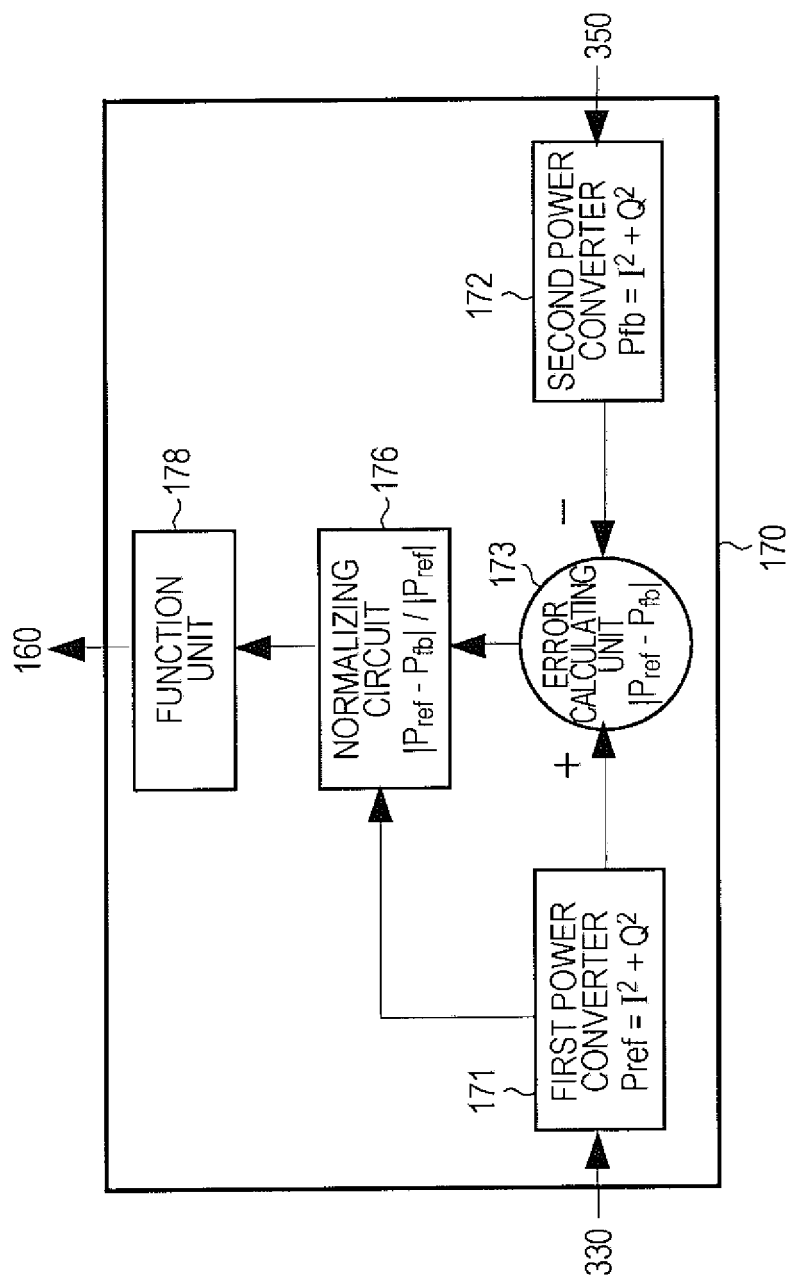 160
FUNCTION
UNIT
178
NORMALIZING
CIRCUIT
|Pref - Pfb| / |Pref|
176
ERROR
CALCULATING
UNIT
|Pref - Pfb|
173
+
−
FIRST POWER
CONVERTER
Pref = I² + Q²
171
SECOND POWER
CONVERTER
Pfb = I² + Q²
172
330
350
170